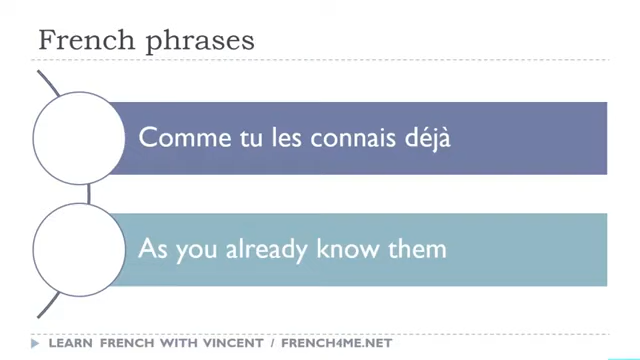 French phrases
Comme tu les connais déjà
As you already know them
LEARN FRENCH WITH VINCENT / FRENCH4ME.NET